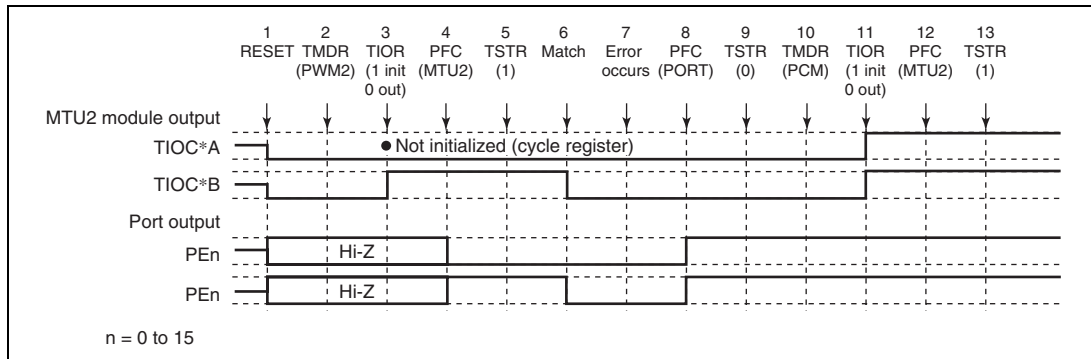 1 2 3 4 5 6 7 8 9 10 11 12 13
RESET TMDR TIOR PFC TSTR Match Error PFC TSTR TMDR TIOR PFC TSTR
(PWM2) (1 init (MTU2) (1) occurs (PORT) (0) (PCM) (1 init (MTU2) (1)
0 out) 0 out)
MTU2 module output
TIOC*A
● Not initialized (cycle register)
TIOC*B
Port output
PEn Hi-Z
PEn Hi-Z
n = 0 to 15